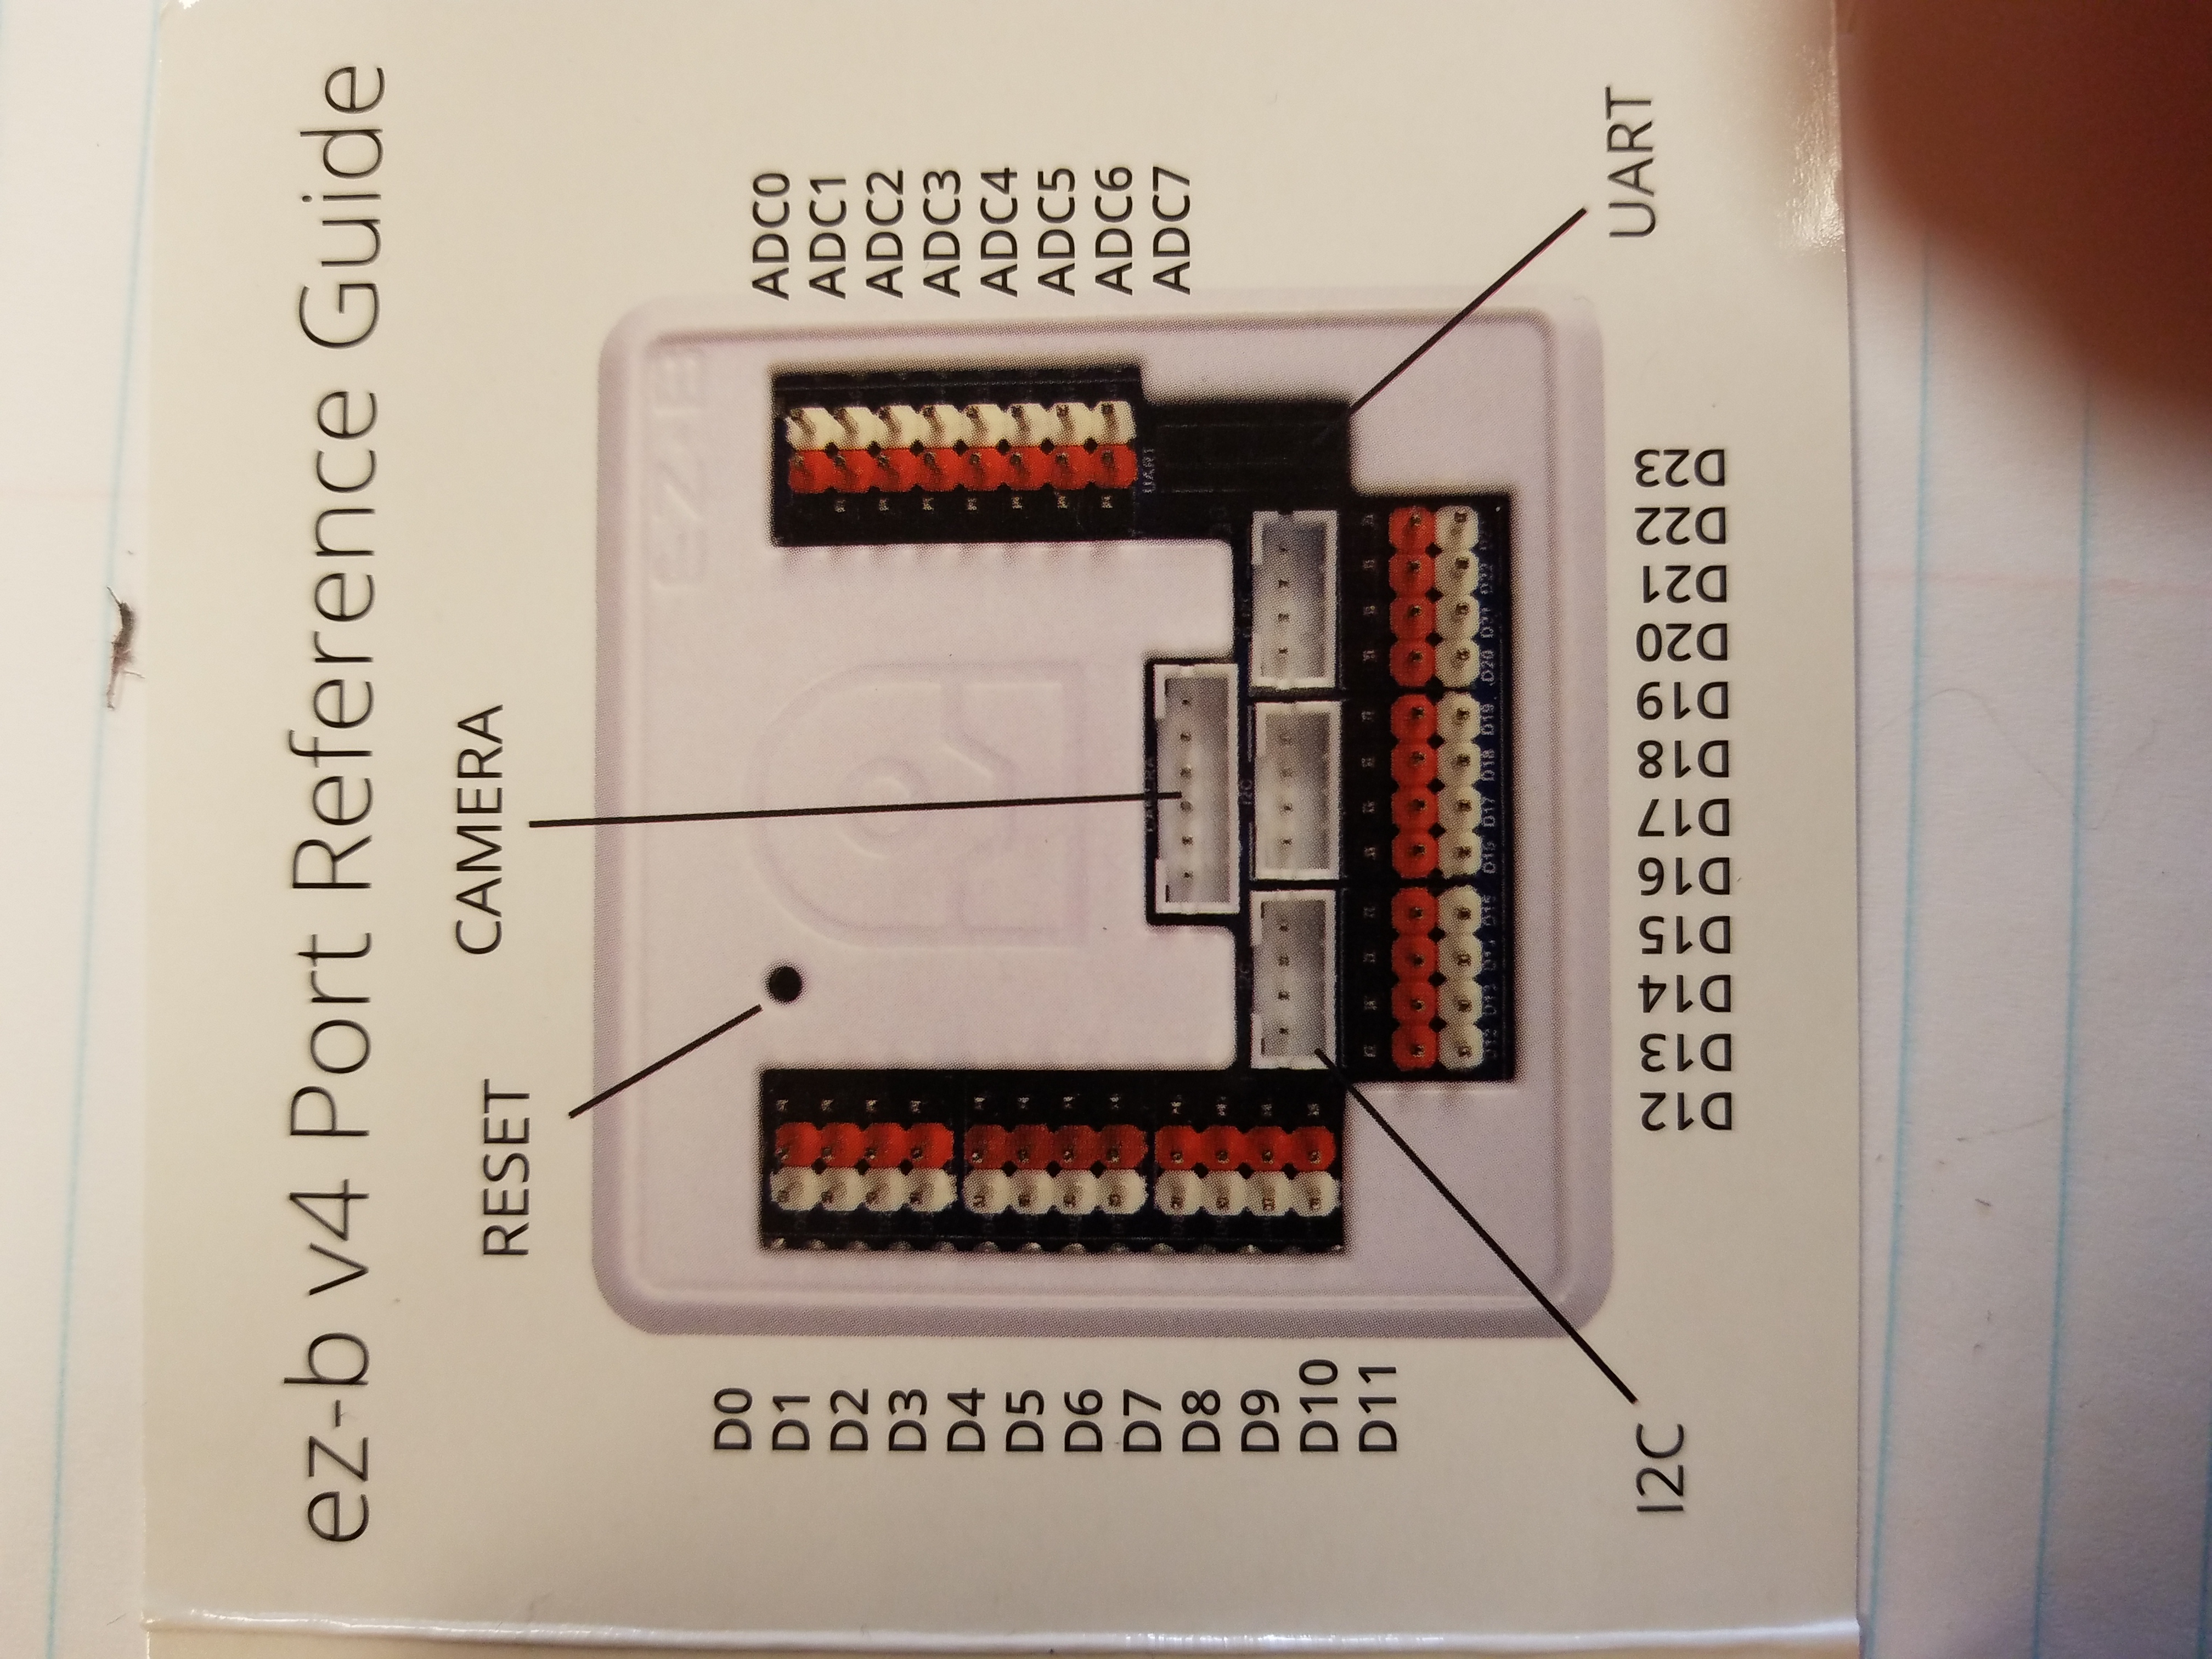 ez-b v4 Port Reference Guide
RESET
CAMERA
EZ-B
D0
D1
D2
D3
D4
D5
D6
D7
D8
D9
D10
D11
ADC0
ADC1
ADC2
ADC3
ADC4
ADC5
ADC6
ADC7
CAMERA
UART
I2C
I2C
I2C
D12 D13 D14 D15 D16 D17 D18 D19 D20 D21 D22
I2C
UART
D12
D13
D14
D15
D16
D17
D18
D19
D20
D21
D22
D23